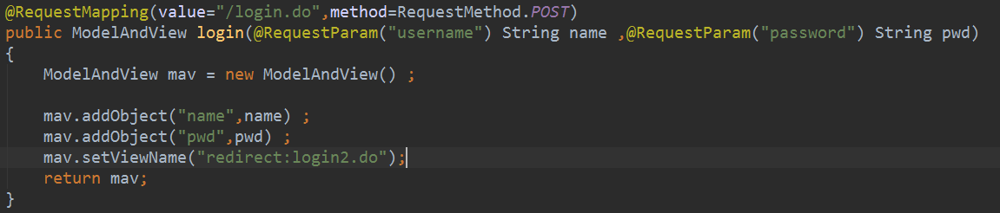 @RequestMapping(value="/login.do",method=RequestMethod.POST)
public ModelAndView login(@RequestParam("username") String name ,@RequestParam("password") String pwd)
{
    ModelAndView mav = new ModelAndView() ;

    mav.addObject("name",name) ;
    mav.addObject("pwd",pwd) ;
    mav.setViewName("redirect:login2.do");
    return mav;
}